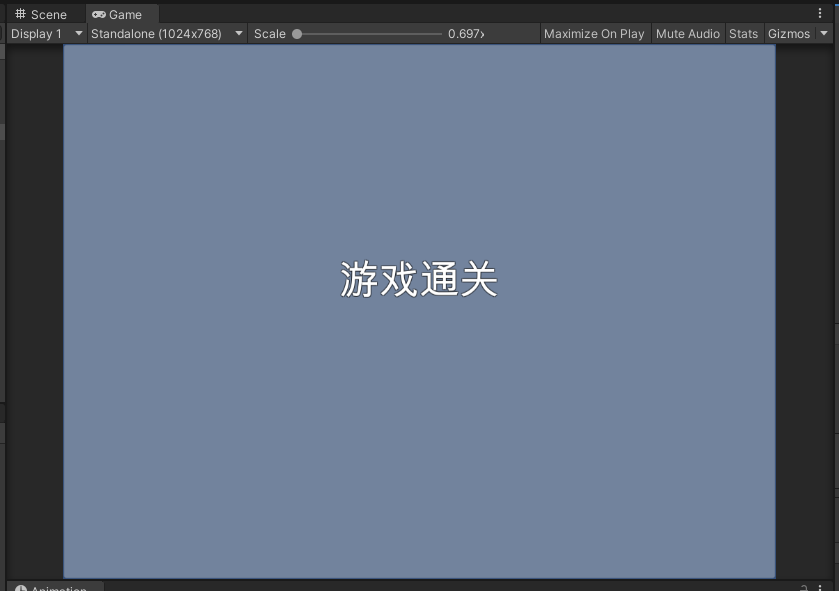 Scene
Game
Display 1
Standalone (1024x768)
Scale
0.697x
Maximize On Play
Mute Audio
Stats
Gizmos
游戏通关
Animation